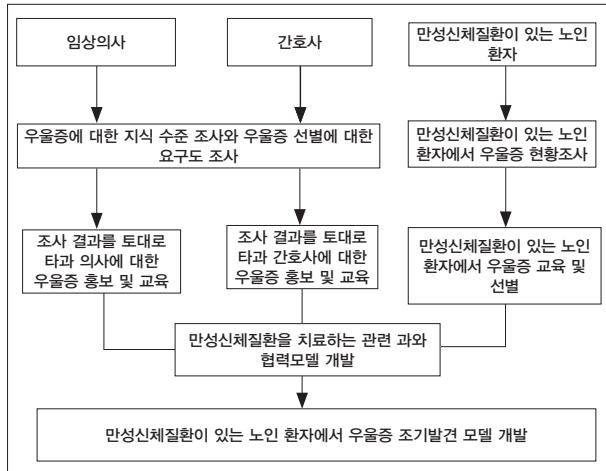 임상의사
간호사
만성신체질환이 있는 노인
환자
우울증에 대한 지식 수준 조사와 우울증 선별에 대한
요구도 조사
만성신체질환이 있는 노인
환자에서 우울증 현황조사
조사 결과를 토대로
타과 의사에 대한
우울증 홍보 및 교육
조사 결과를 토대로
타과 간호사에 대한
우울증 홍보 및 교육
만성신체질환이 있는 노인
환자에서 우울증 교육 및
선별
만성신체질환을 치료하는 관련 과와
협력모델 개발
만성신체질환이 있는 노인 환자에서 우울증 조기발견 모델 개발